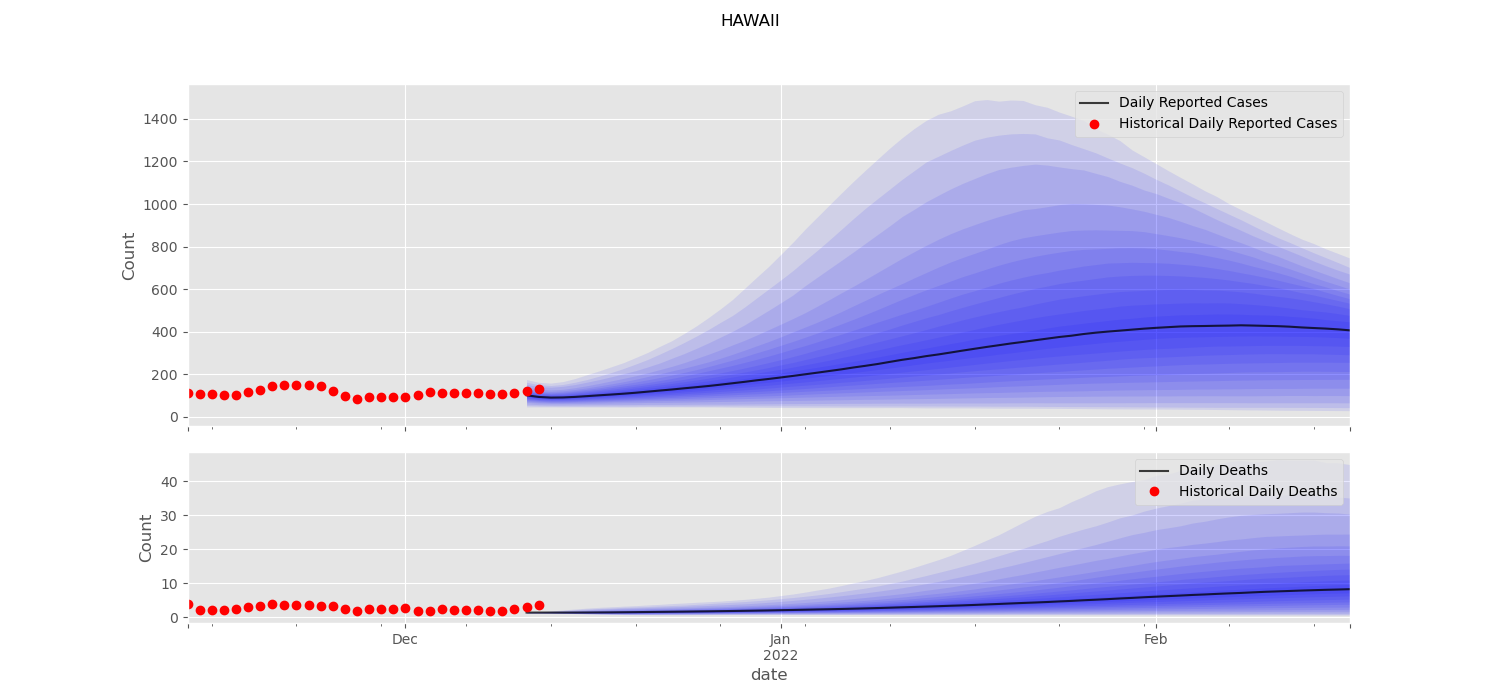 HAWAII
Daily Reported Cases
Historical Daily Reported Cases
1400
1200
1000
800
600
400
200
0
Count
Daily Deaths
Historical Daily Deaths
40
30
20
10
0
Count
Dec
Jan
2022
Feb
date